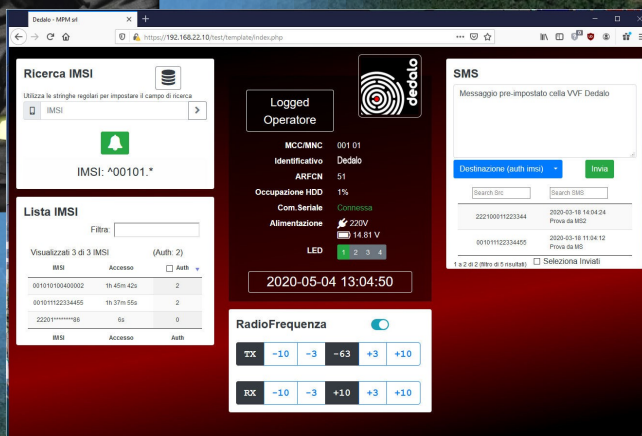 Dedalo - MPM srl
https://192.168.22.10/test/template/index.php
Ricerca IMSI
Utilizza le stringhe regolari per impostare il campo di ricerca
IMSI
IMSI: ^00101.*
Lista IMSI
Filtra:
Visualizzati 3 di 3 IMSI (Auth: 2)
IMSI Accesso Auth
001010100400002 1h 45m 42s 2
001011122334455 1h 37m 55s 2
22201********86 6s 0
IMSI Accesso Auth
Logged
Operatore
dedalo
MCC/MNC 001 01
Identificativo Dedalo
ARFCN 51
Occupazione HDD 1%
Com.Seriale Connessa
Alimentazione 220V
14.81 V
LED 1 2 3 4
2020-05-04 13:04:50
RadioFrequenza
TX -10 -3 -63 +3 +10
RX -10 -3 +10 +3 +10
SMS
Messaggio pre-impostato cella VVF Dedalo
Destinazione (auth imsi) Invia
Search Src Search SMS
222100011223344 2020-03-18 14:04:24
Prova da MS2
001011122334455 2020-03-18 11:04:12
Prova da MS
1 a 2 di 2 (filtro di 5 risultati) Seleziona Inviati